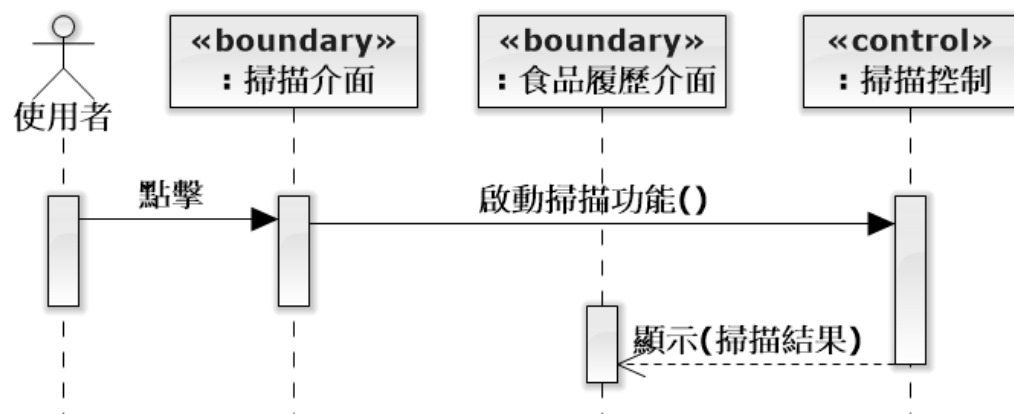 «boundary»
：掃描介面
«boundary»
：食品履歷介面
«control»
：掃描控制
使用者
點擊
啟動掃描功能()
顯示(掃描結果)